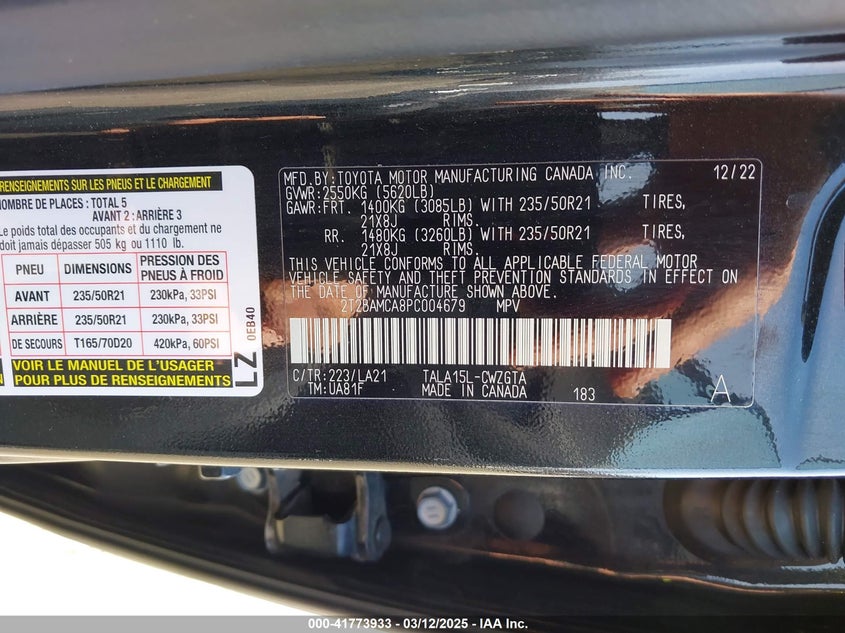 RENSEIGNEMENTS SUR LES PNEUS ET LE CHARGEMENT
NOMBRE DE PLACES : TOTAL 5
AVANT 2 : ARRIÈRE 3
Le poids total des occupants et du chargement ne
doit jamais dépasser 505 kg ou 1110 lb.
PNEU DIMENSIONS PRESSION DES PNEUS À FROID
AVANT 235/50R21 230kPa, 33PSI
ARRIÈRE 235/50R21 230kPa, 33PSI
DE SECOURS T165/70D20 420kPa, 60PSI
VOIR LE MANUEL DE L'USAGER
POUR PLUS DE RENSEIGNEMENTS
LZ 0EB40
MFD.BY:TOYOTA MOTOR MANUFACTURING CANADA INC. 12/22
GVWR:2550KG (5620LB)
GAWR:FRT. 1400KG (3085LB) WITH 235/50R21 TIRES,
21X8J RIMS.
RR. 1480KG (3260LB) WITH 235/50R21 TIRES,
21X8J RIMS.
THIS VEHICLE CONFORMS TO ALL APPLICABLE FEDERAL MOTOR
VEHICLE SAFETY AND THEFT PREVENTION STANDARDS IN EFFECT ON
THE DATE OF MANUFACTURE SHOWN ABOVE.
2T2BAMCA8PC004679 MPV
C/TR:223/LA21 TALA15L-CWZGTA
TM:UA81F MADE IN CANADA 183 A
000-41773933 - 03/12/2025 - IAA Inc.